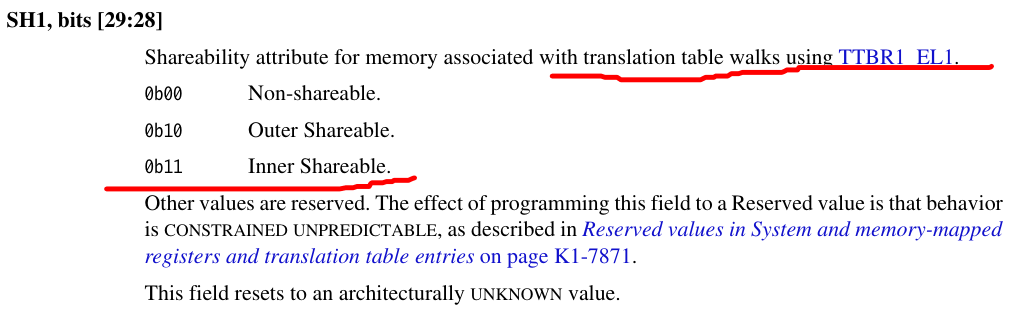 SH1, bits [29:28]
Shareability attribute for memory associated with translation table walks using TTBR1_EL1.
0b00 Non-shareable.
0b10 Outer Shareable.
0b11 Inner Shareable.
Other values are reserved. The effect of programming this field to a Reserved value is that behavior
is CONSTRAINED UNPREDICTABLE, as described in Reserved values in System and memory-mapped
registers and translation table entries on page K1-7871.
This field resets to an architecturally UNKNOWN value.